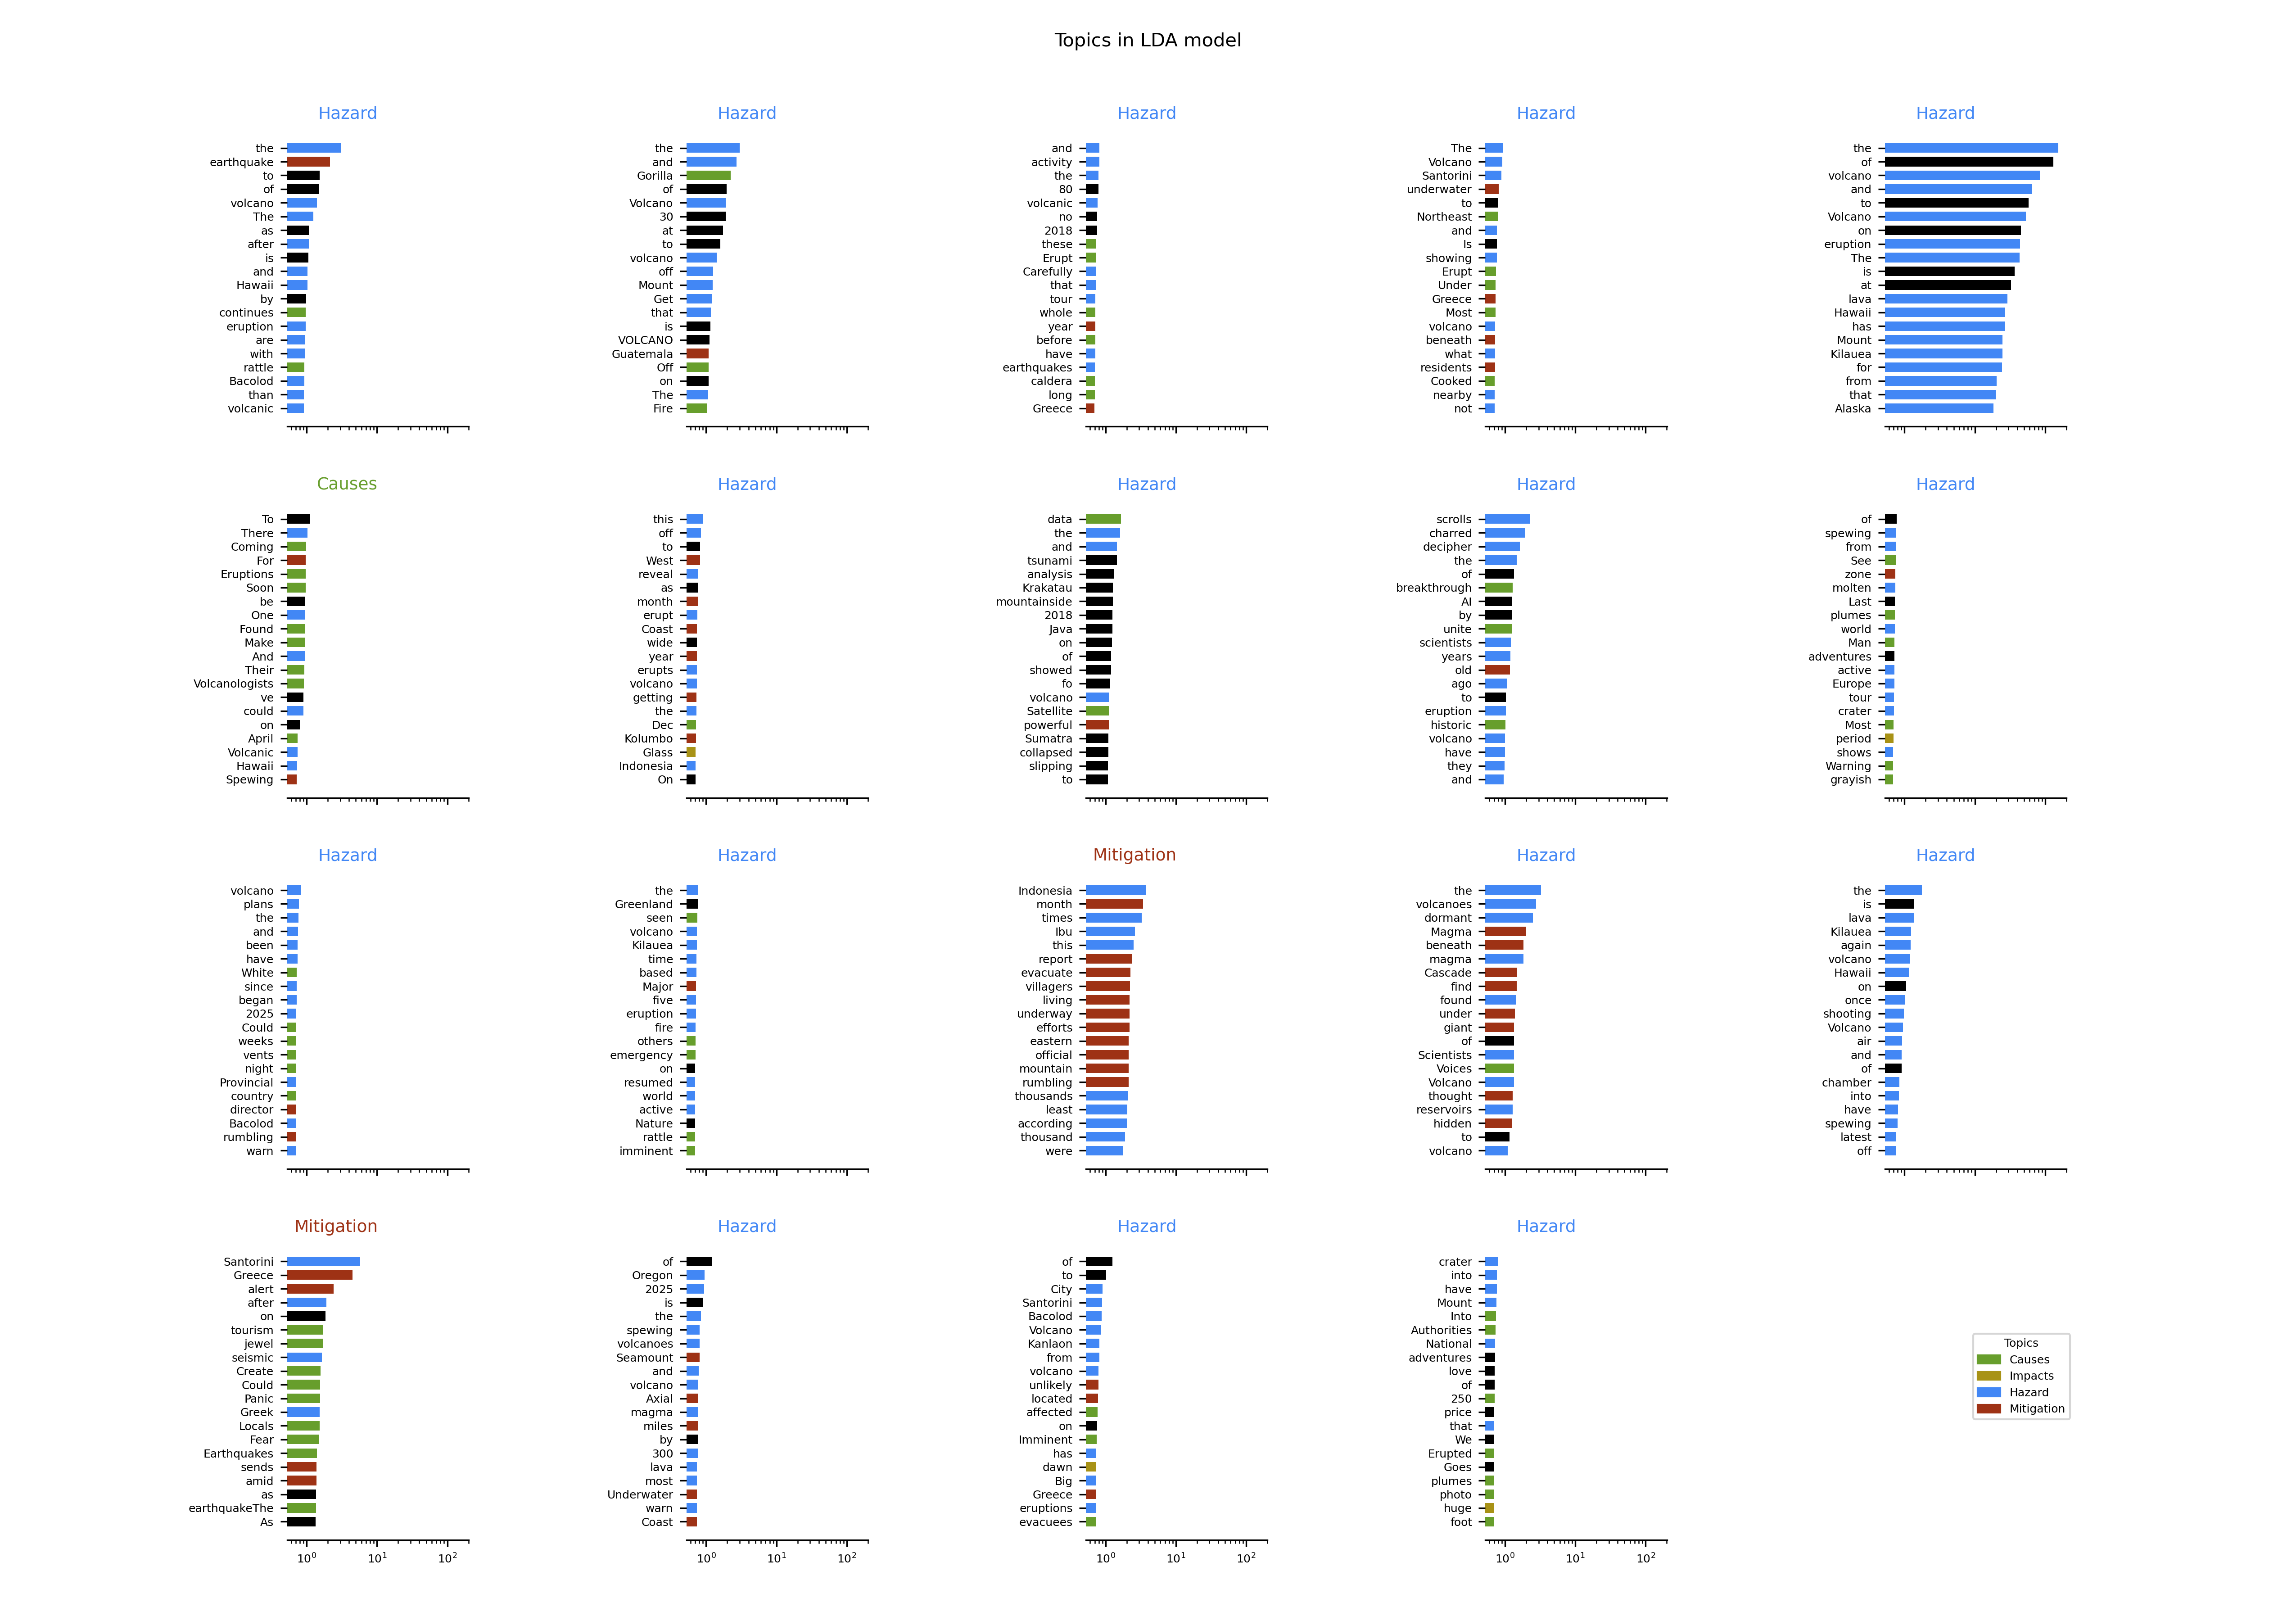 Topics in LDA model
Hazard
the
earthquake
to
of
volcano
The
as
after
is
and
Hawaii
by
continues
eruption
are
with
rattle
Bacolod
than
volcanic
Hazard
the
and
Gorilla
of
Volcano
30
at
to
volcano
off
Mount
Get
that
is
VOLCANO
Guatemala
Off
on
The
Fire
Hazard
and
activity
the
80
volcanic
no
2018
these
Erupt
Carefully
that
tour
whole
year
before
have
earthquakes
caldera
long
Greece
Hazard
The
Volcano
Santorini
underwater
to
Northeast
and
Is
showing
Erupt
Under
Greece
Most
volcano
beneath
what
residents
Cooked
nearby
not
Hazard
the
of
volcano
and
to
Volcano
on
eruption
The
is
at
lava
Hawaii
has
Mount
Kilauea
for
from
that
Alaska
Causes
To
There
Coming
For
Eruptions
Soon
be
One
Found
Make
And
Their
Volcanologists
ve
could
on
April
Volcanic
Hawaii
Spewing
Hazard
this
off
to
West
reveal
as
month
erupt
Coast
wide
year
erupts
volcano
getting
the
Dec
Kolumbo
Glass
Indonesia
On
Hazard
data
the
and
tsunami
analysis
Krakatau
mountainside
2018
Java
on
of
showed
fo
volcano
Satellite
powerful
Sumatra
collapsed
slipping
to
Hazard
scrolls
charred
decipher
the
of
breakthrough
AI
by
unite
scientists
years
old
ago
to
eruption
historic
volcano
have
they
and
Hazard
of
spewing
from
See
zone
molten
Last
plumes
world
Man
adventures
active
Europe
tour
crater
Most
period
shows
Warning
grayish
Hazard
volcano
plans
the
and
been
have
White
since
began
2025
Could
weeks
vents
night
Provincial
country
director
Bacolod
rumbling
warn
Hazard
the
Greenland
seen
volcano
Kilauea
time
based
Major
five
eruption
fire
others
emergency
on
resumed
world
active
Nature
rattle
imminent
Mitigation
Indonesia
month
times
Ibu
this
report
evacuate
villagers
living
underway
efforts
eastern
official
mountain
rumbling
thousands
least
according
thousand
were
Hazard
the
volcanoes
dormant
Magma
beneath
magma
Cascade
find
found
under
giant
of
Scientists
Voices
Volcano
thought
reservoirs
hidden
to
volcano
Hazard
the
is
lava
Kilauea
again
volcano
Hawaii
on
once
shooting
Volcano
air
and
of
chamber
into
have
spewing
latest
off
Mitigation
Santorini
Greece
alert
after
on
tourism
jewel
seismic
Create
Could
Panic
Greek
Locals
Fear
Earthquakes
sends
amid
as
earthquakeThe
As
10⁰ 10¹ 10²
Hazard
of
Oregon
2025
is
the
spewing
volcanoes
Seamount
and
volcano
Axial
magma
miles
by
300
lava
most
Underwater
warn
Coast
10⁰ 10¹ 10²
Hazard
of
to
City
Santorini
Bacolod
Volcano
Kanlaon
from
volcano
unlikely
located
affected
on
Imminent
has
dawn
Big
Greece
eruptions
evacuees
10⁰ 10¹ 10²
Hazard
crater
into
have
Mount
Into
Authorities
National
adventures
love
of
250
price
that
We
Erupted
Goes
plumes
photo
huge
foot
10⁰ 10¹ 10²
Topics
Causes
Impacts
Hazard
Mitigation